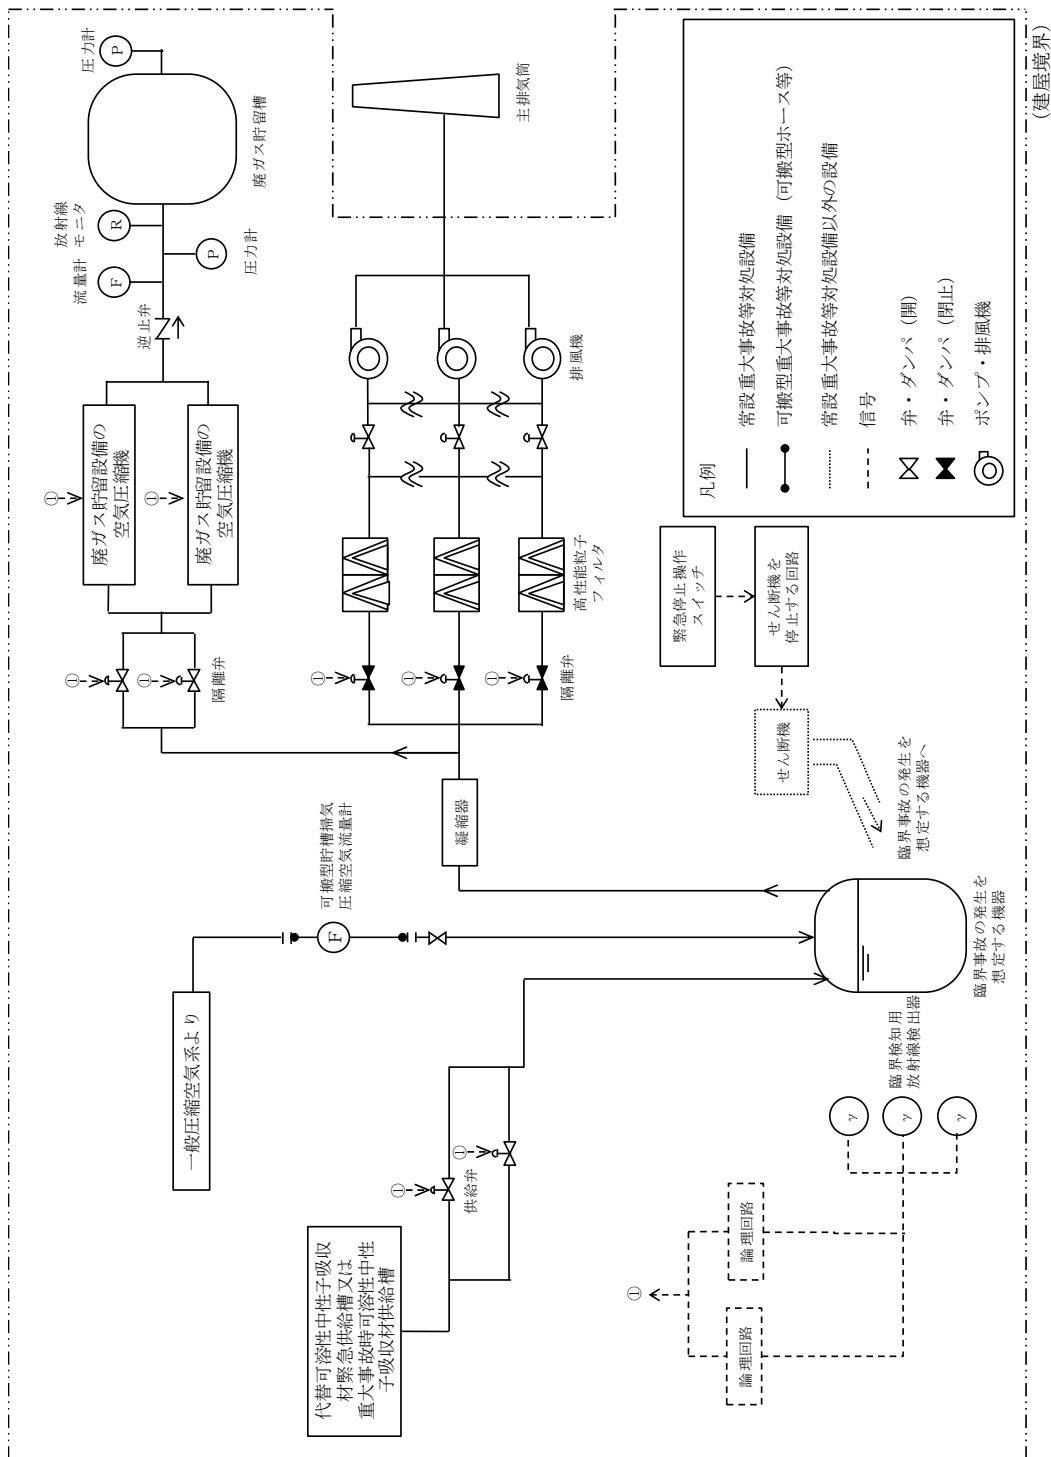 代替可溶性中性子吸収
材緊急供給槽又は
重大事故時可溶性中性
子吸収材供給槽
一般圧縮空気系より
①
①
供給弁
論理回路
論理回路
①
γ
γ
γ
臨界検知用
放射線検出器
臨界事故の発生を
想定する機器
可搬型貯槽掃気
圧縮空気流量計
F
凝縮器
①
①
隔離弁
①
①
①
隔離弁
①
①
廃ガス貯留設備の
空気圧縮機
廃ガス貯留設備の
空気圧縮機
高性能粒子
フィルタ
排風機
逆止弁
流量計
F
放射線
モニタ
R
P
圧力計
廃ガス貯留槽
P
圧力計
主排気筒
緊急停止操作
スイッチ
せん断機を
停止する回路
せん断機
臨界事故の発生を
想定する機器へ
凡例
常設重大事故等対処設備
可搬型重大事故等対処設備（可搬型ホース等）
常設重大事故等対処設備以外の設備
信号
弁・ダンパ（開）
弁・ダンパ（閉止）
ポンプ・排風機
（建屋境界）